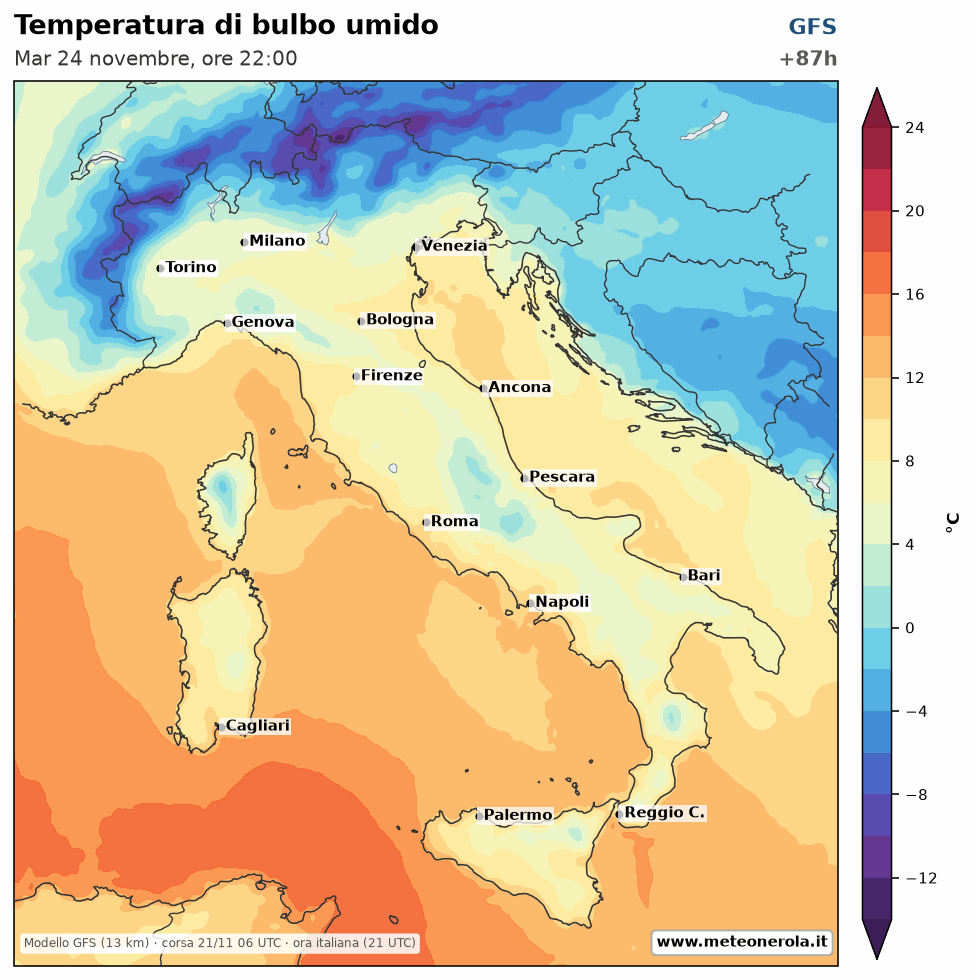 Temperatura di bulbo umido
GFS
Mar 24 novembre, ore 22:00
+87h
Milano
Venezia
Torino
Genova
Bologna
Firenze
Ancona
Pescara
Roma
Bari
Napoli
Cagliari
Palermo
Reggio C.
24
20
16
12
8
4
0
−4
−8
−12
°C
Modello GFS (13 km) · corsa 21/11 06 UTC · ora italiana (21 UTC)
www.meteonerola.it